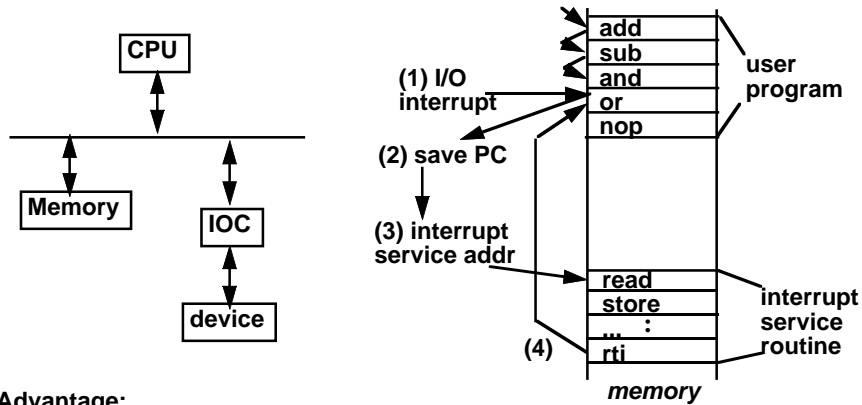 CPU
Memory
IOC
device
(1) I/O
interrupt
(2) save PC
(3) interrupt
service addr
(4)
add
sub
and
or
nop
user
program
read
store
... :
rti
interrupt
service
routine
memory
Advantage: